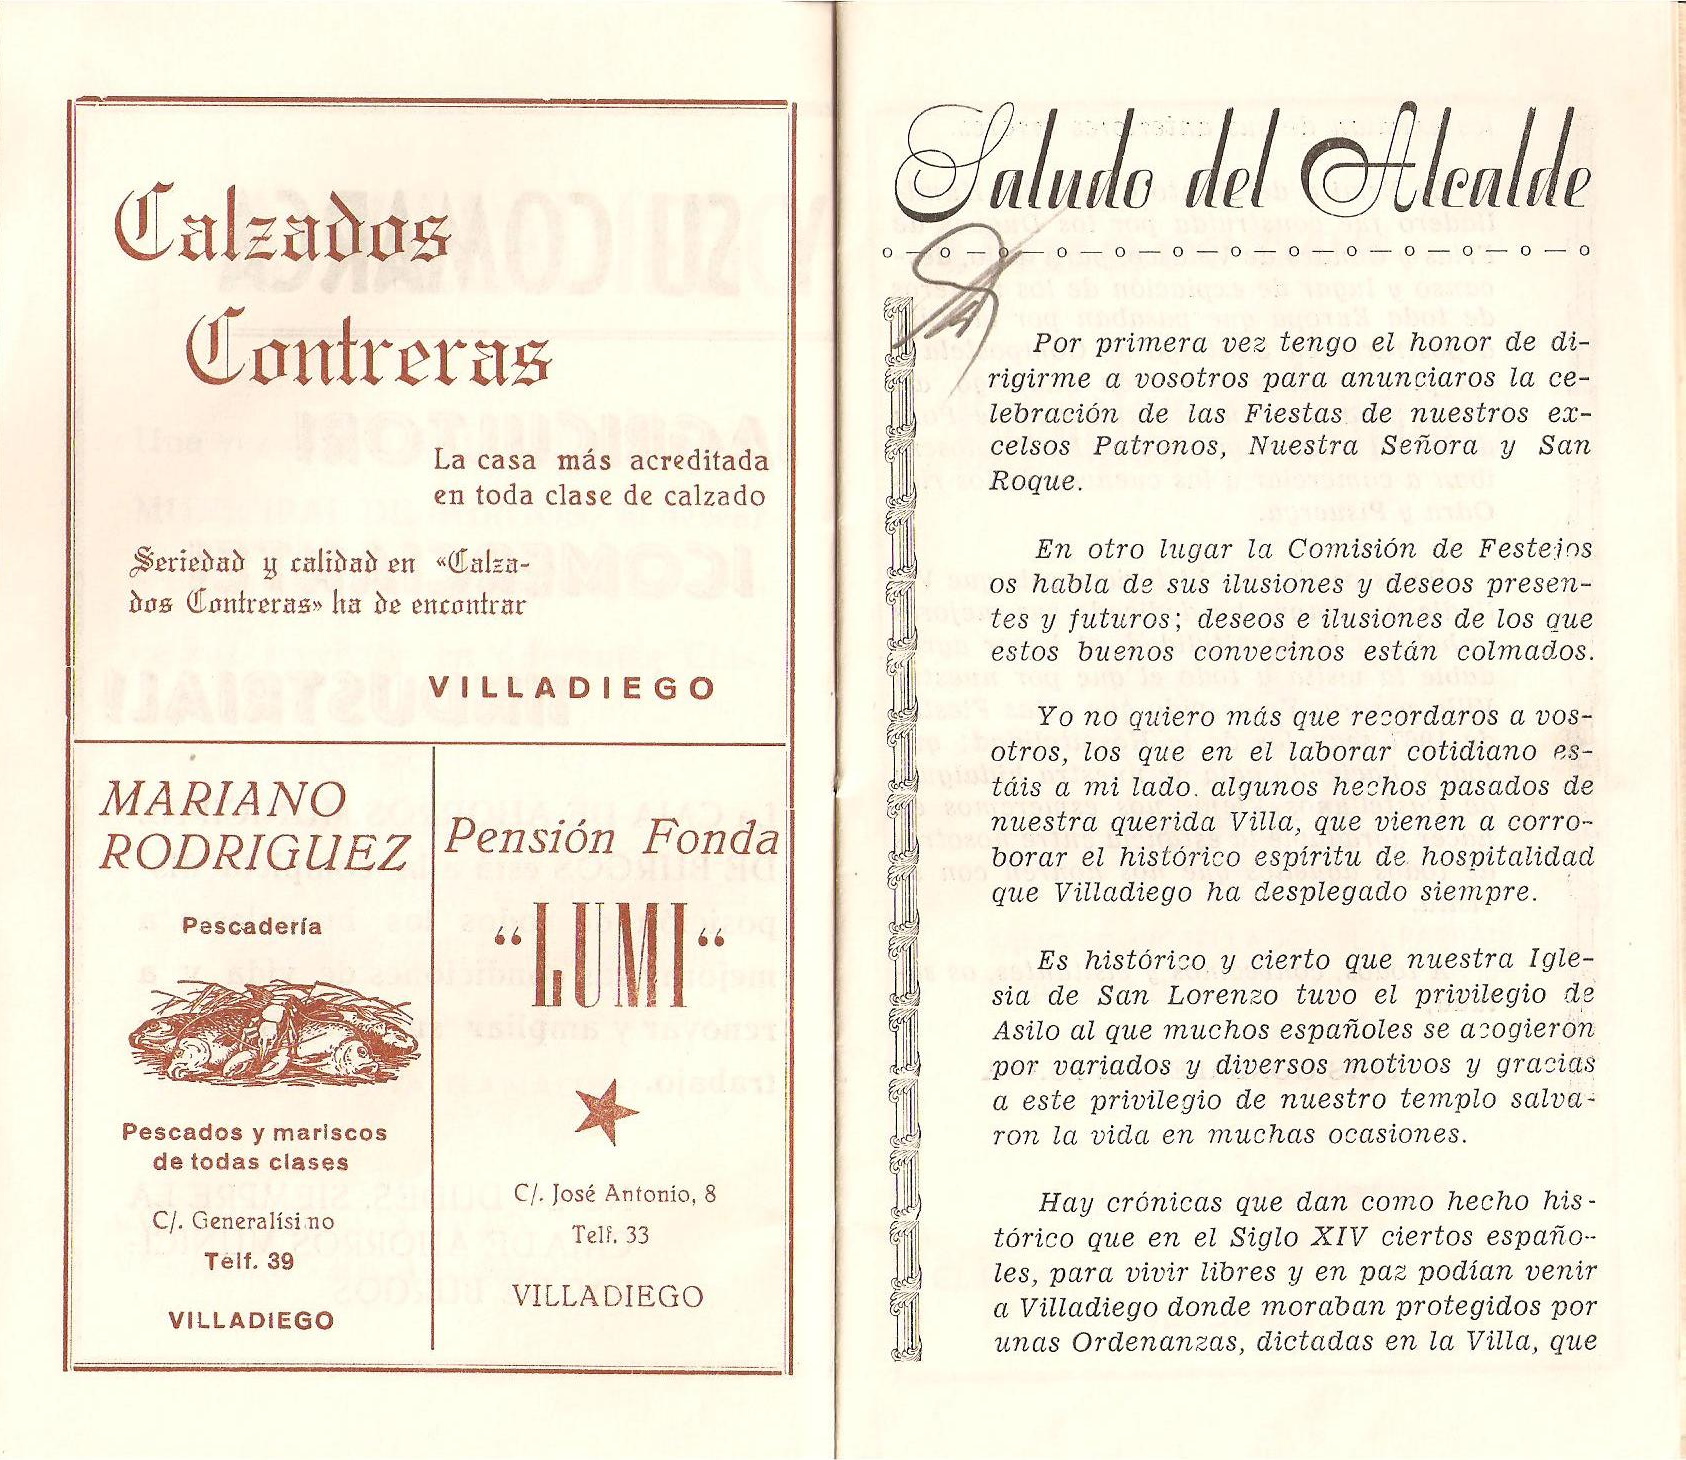 Calzados
Contreras
La casa más acreditada
en toda clase de calzado
Seriedad y calidad en «Calza-
dos Contreras» ha de encontrar
VILLADIEGO
MARIANO
RODRIGUEZ
Pescadería
Pescados y mariscos
de todas clases
C/. Generalísimo
Telf. 39
VILLADIEGO
Pensión Fonda
“LUMI“
C/. José Antonio, 8
Telf. 33
VILLADIEGO
Saludo del Alcalde
Por primera vez tengo el honor de di-
rigirme a vosotros para anunciaros la ce-
lebración de las Fiestas de nuestros ex-
celsos Patronos, Nuestra Señora y San
Roque.
En otro lugar la Comisión de Festejos
os habla de sus ilusiones y deseos presen-
tes y futuros; deseos e ilusiones de los que
estos buenos convecinos están colmados.
Yo no quiero más que recordaros a vos-
otros, los que en el laborar cotidiano es-
táis a mi lado. algunos hechos pasados de
nuestra querida Villa, que vienen a corro-
borar el histórico espíritu de hospitalidad
que Villadiego ha desplegado siempre.
Es histórico y cierto que nuestra Igle-
sia de San Lorenzo tuvo el privilegio de
Asilo al que muchos españoles se acogieron
por variados y diversos motivos y gracias
a este privilegio de nuestro templo salva-
ron la vida en muchas ocasiones.
Hay crónicas que dan como hecho his-
tórico que en el Siglo XIV ciertos españo-
les, para vivir libres y en paz podían venir
a Villadiego donde moraban protegidos por
unas Ordenanzas, dictadas en la Villa, que